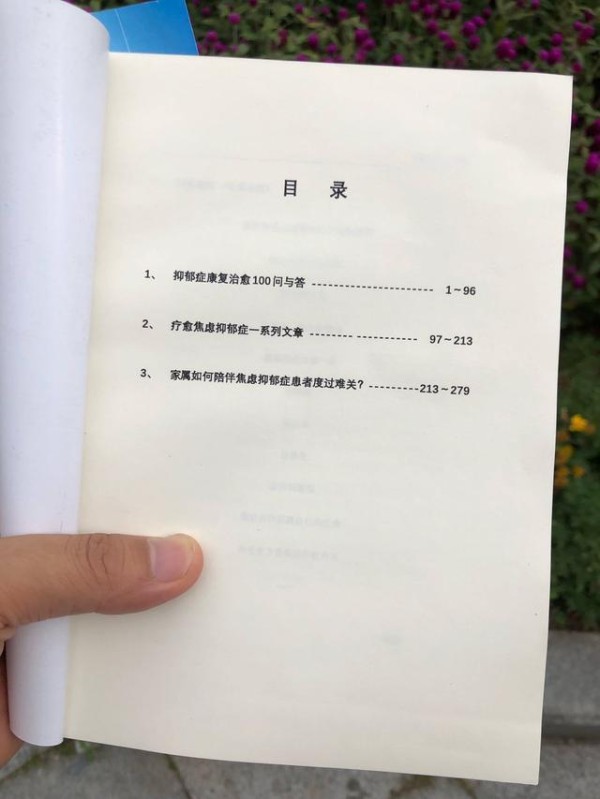 目 录
1、 抑郁症康复治愈100问与答 ---------------------- 1～96
2、 疗愈焦虑抑郁症一系列文章 -------- ----------- 97～213
3、 家属如何陪伴焦虑抑郁症患者度过难关？ ---------213～279